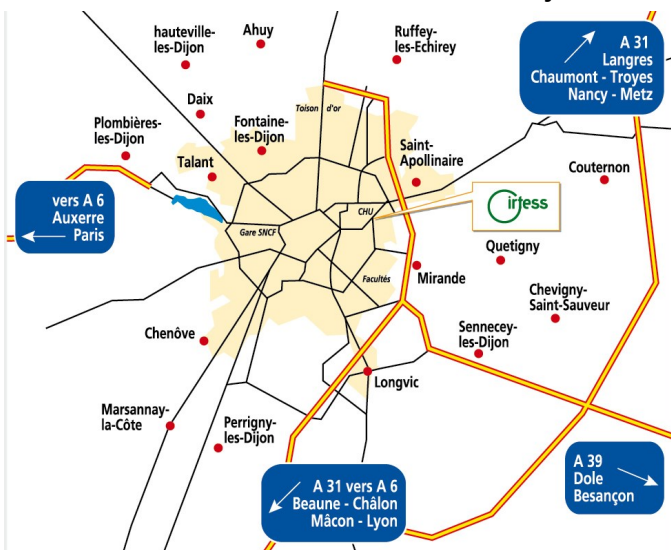 hauteville-
les-Dijon
Ahuy
Ruffey-
les-Echirey
A 31
Langres
Chaumont - Troyes
Nancy - Metz
Daix
Toison d'or
Plombières-
les-Dijon
Fontaine-
les-Dijon
Talant
Saint-
Apollinaire
Couternon
vers A 6
Auxerre
Paris
CHU
irtess
Gare SNCF
Quetigny
Facultés
Mirande
Chevigny-
Saint-Sauveur
Chenôve
Sennecey-
les-Dijon
Longvic
Marsannay-
la-Côte
Perrigny-
les-Dijon
A 31 vers A 6
Beaune - Châlon
Mâcon - Lyon
A 39
Dole
Besançon